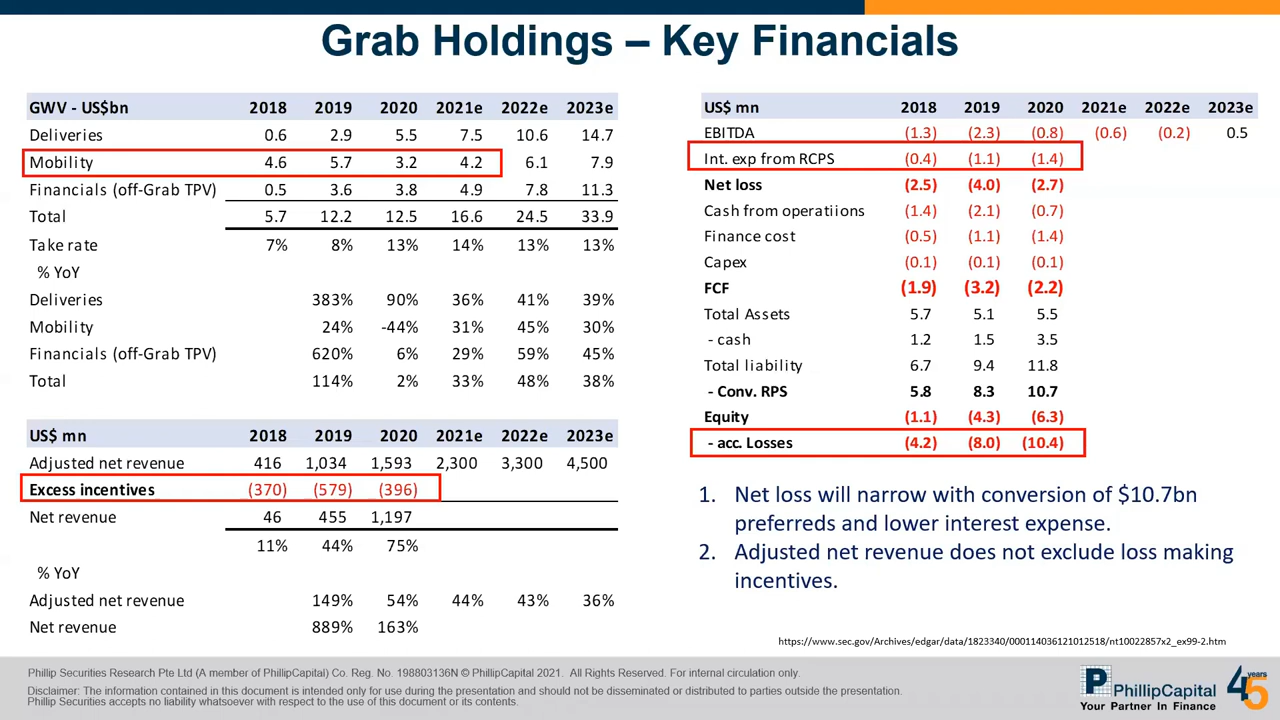 Grab Holdings – Key Financials
GWV - US$bn 2018 2019 2020 2021e 2022e 2023e
Deliveries 0.6 2.9 5.5 7.5 10.6 14.7
Mobility 4.6 5.7 3.2 4.2 6.1 7.9
Financials (off-Grab TPV) 0.5 3.6 3.8 4.9 7.8 11.3
Total 5.7 12.2 12.5 16.6 24.5 33.9
Take rate 7% 8% 13% 14% 13% 13%
% YoY
Deliveries 383% 90% 36% 41% 39%
Mobility 24% -44% 31% 45% 30%
Financials (off-Grab TPV) 620% 6% 29% 59% 45%
Total 114% 2% 33% 48% 38%
US$ mn 2018 2019 2020 2021e 2022e 2023e
Adjusted net revenue 416 1,034 1,593 2,300 3,300 4,500
Excess incentives (370) (579) (396)
Net revenue 46 455 1,197
11% 44% 75%
% YoY
Adjusted net revenue 149% 54% 44% 43% 36%
Net revenue 889% 163%
US$ mn 2018 2019 2020 2021e 2022e 2023e
EBITDA (1.3) (2.3) (0.8) (0.6) (0.2) 0.5
Int. exp from RCPS (0.4) (1.1) (1.4)
Net loss (2.5) (4.0) (2.7)
Cash from operatiions (1.4) (2.1) (0.7)
Finance cost (0.5) (1.1) (1.4)
Capex (0.1) (0.1) (0.1)
FCF (1.9) (3.2) (2.2)
Total Assets 5.7 5.1 5.5
- cash 1.2 1.5 3.5
Total liability 6.7 9.4 11.8
- Conv. RPS 5.8 8.3 10.7
Equity (1.1) (4.3) (6.3)
- acc. Losses (4.2) (8.0) (10.4)
1. Net loss will narrow with conversion of $10.7bn
preferreds and lower interest expense.
2. Adjusted net revenue does not exclude loss making
incentives.
https://www.sec.gov/Archives/edgar/data/1823340/000114036121012518/nt10022857x2_ex99-2.htm
Phillip Securities Research Pte Ltd (A member of PhillipCapital) Co. Reg. No. 198803136N © PhillipCapital 2021. All Rights Reserved. For internal circulation only.
Disclaimer: The information contained in this document is intended only for use during the presentation and should not be disseminated or distributed to parties outside the presentation.
Phillip Securities accepts no liability whatsoever with respect to the use of this document or its contents.
P PhillipCapital
Your Partner In Finance
45 years